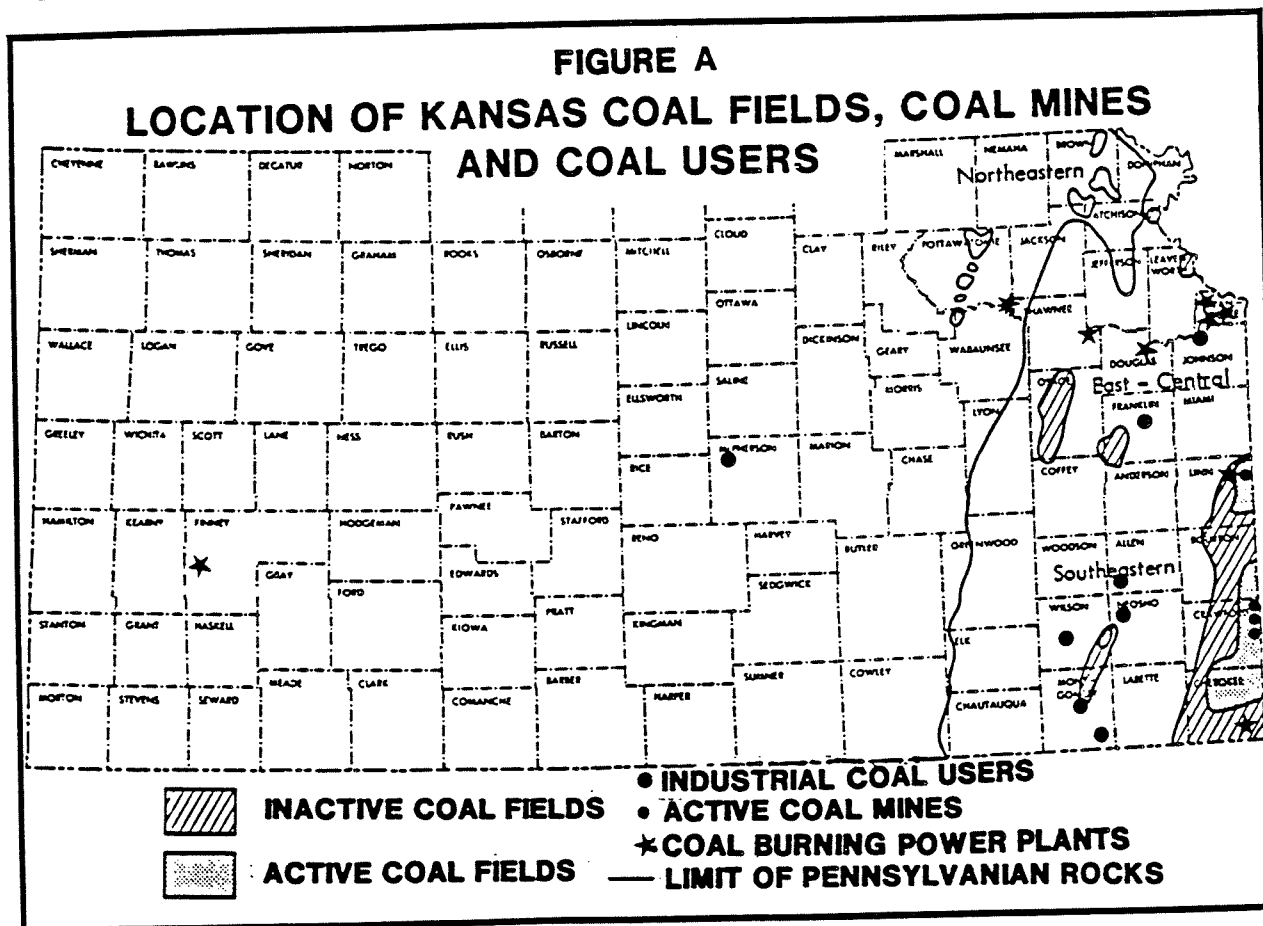 FIGURE A
LOCATION OF KANSAS COAL FIELDS, COAL MINES
AND COAL USERS
CHEYENNE
RAWLINS
DECATUR
NORTON
MARSHALL
NEMAHA
BROWN
Northeastern
ATCHISON
CLOUD
SHERMAN
THOMAS
SHERIDAN
GRAHAM
ROOKS
OSBORNE
MITCHELL
CLAY
RILEY
JACKSON
JEFFERSON
LEAVEN
WORT
OTTAWA
LINCOLN
WALLACE
LOGAN
GOVE
TREGO
ELLIS
RUSSELL
DICKINSON
GEARY
WABAUNSEE
SHAWNEE
DOUGLAS
JOHNSON
SALINE
ELLSWORTH
MORRIS
East - Central
LYON
FRANKLIN
MIAMI
GREELEY
WICHITA
SCOTT
LANE
NESS
RUSH
BARTON
RICE
McPHERSON
MARION
CHASE
COFFEY
ANDERSON
LINN
HAMILTON
KEARNY
FINNEY
HODGEMAN
PAWNEE
STAFFORD
RENO
HARVEY
BUTLER
GREENWOOD
WOODSON
ALLEN
BOURBON
GRAY
FORD
EDWARDS
SEDGWICK
Southeastern
STANTON
GRANT
HASKELL
KIOWA
PRATT
KINGMAN
ELK
WILSON
NEOSHO
MORTON
STEVENS
SEWARD
MEADE
CLARK
COMANCHE
BARBER
HARPER
SUMNER
COWLEY
CHAUTAUQUA
LABETTE
CHEROKEE
INACTIVE COAL FIELDS
ACTIVE COAL FIELDS
INDUSTRIAL COAL USERS
ACTIVE COAL MINES
COAL BURNING POWER PLANTS
LIMIT OF PENNSYLVANIAN ROCKS